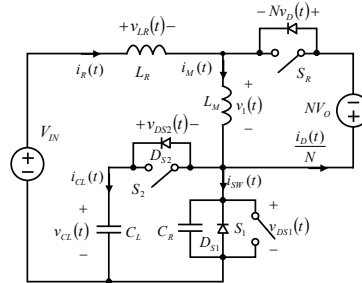 +v_LR(t)−
− Nv_D(t)+
i_R(t)
L_R
i_M(t)
S_R
L_M
+
v_1(t)
−
NV_O
+
−
V_IN
+
−
+v_DS2(t)−
D_S2
i_D(t)
N
i_CL(t)
S_2
i_SW(t)
+
v_CL(t)
−
C_L
C_R
D_S1
S_1
+
v_DS1(t)
−